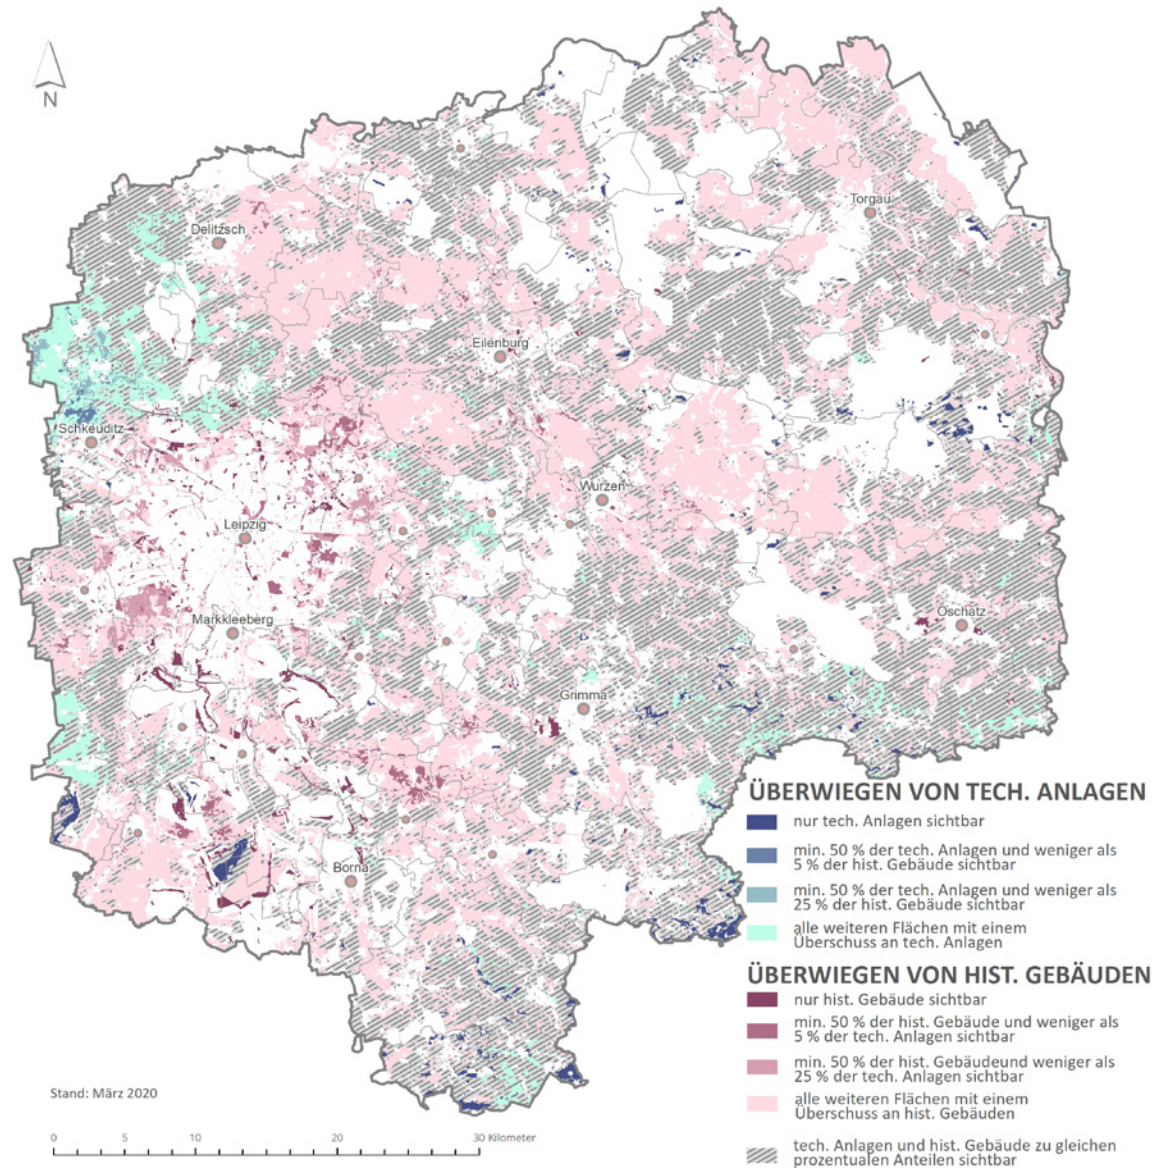 N
Torgau
Delitzsch
Eilenburg
Schkeuditz
Wurzen
Leipzig
Oschatz
Markkleeberg
Grimma
Borna
ÜBERWIEGEN VON TECH. ANLAGEN
nur tech. Anlagen sichtbar
min. 50 % der tech. Anlagen und weniger als
5 % der hist. Gebäude sichtbar
min. 50 % der tech. Anlagen und weniger als
25 % der hist. Gebäude sichtbar
alle weiteren Flächen mit einem
Überschuss an tech. Anlagen
ÜBERWIEGEN VON HIST. GEBÄUDEN
nur hist. Gebäude sichtbar
min. 50 % der hist. Gebäude und weniger als
5 % der tech. Anlagen sichtbar
min. 50 % der hist. Gebäudeund weniger als
25 % der tech. Anlagen sichtbar
alle weiteren Flächen mit einem
Überschuss an hist. Gebäuden
tech. Anlagen und hist. Gebäude zu gleichen
prozentualen Anteilen sichtbar
Stand: März 2020
0 5 10 20 30 Kilometer